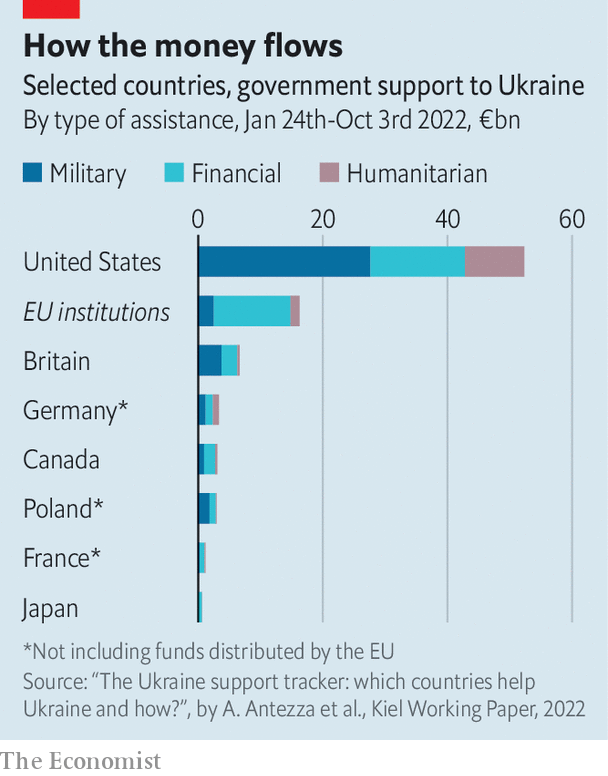 How the money flows
Selected countries, government support to Ukraine
By type of assistance, Jan 24th-Oct 3rd 2022, €bn
Military Financial Humanitarian
0 20 40 60
United States
EU institutions
Britain
Germany*
Canada
Poland*
France*
Japan
*Not including funds distributed by the EU
Source: “The Ukraine support tracker: which countries help
Ukraine and how?”, by A. Antezza et al., Kiel Working Paper, 2022
The Economist